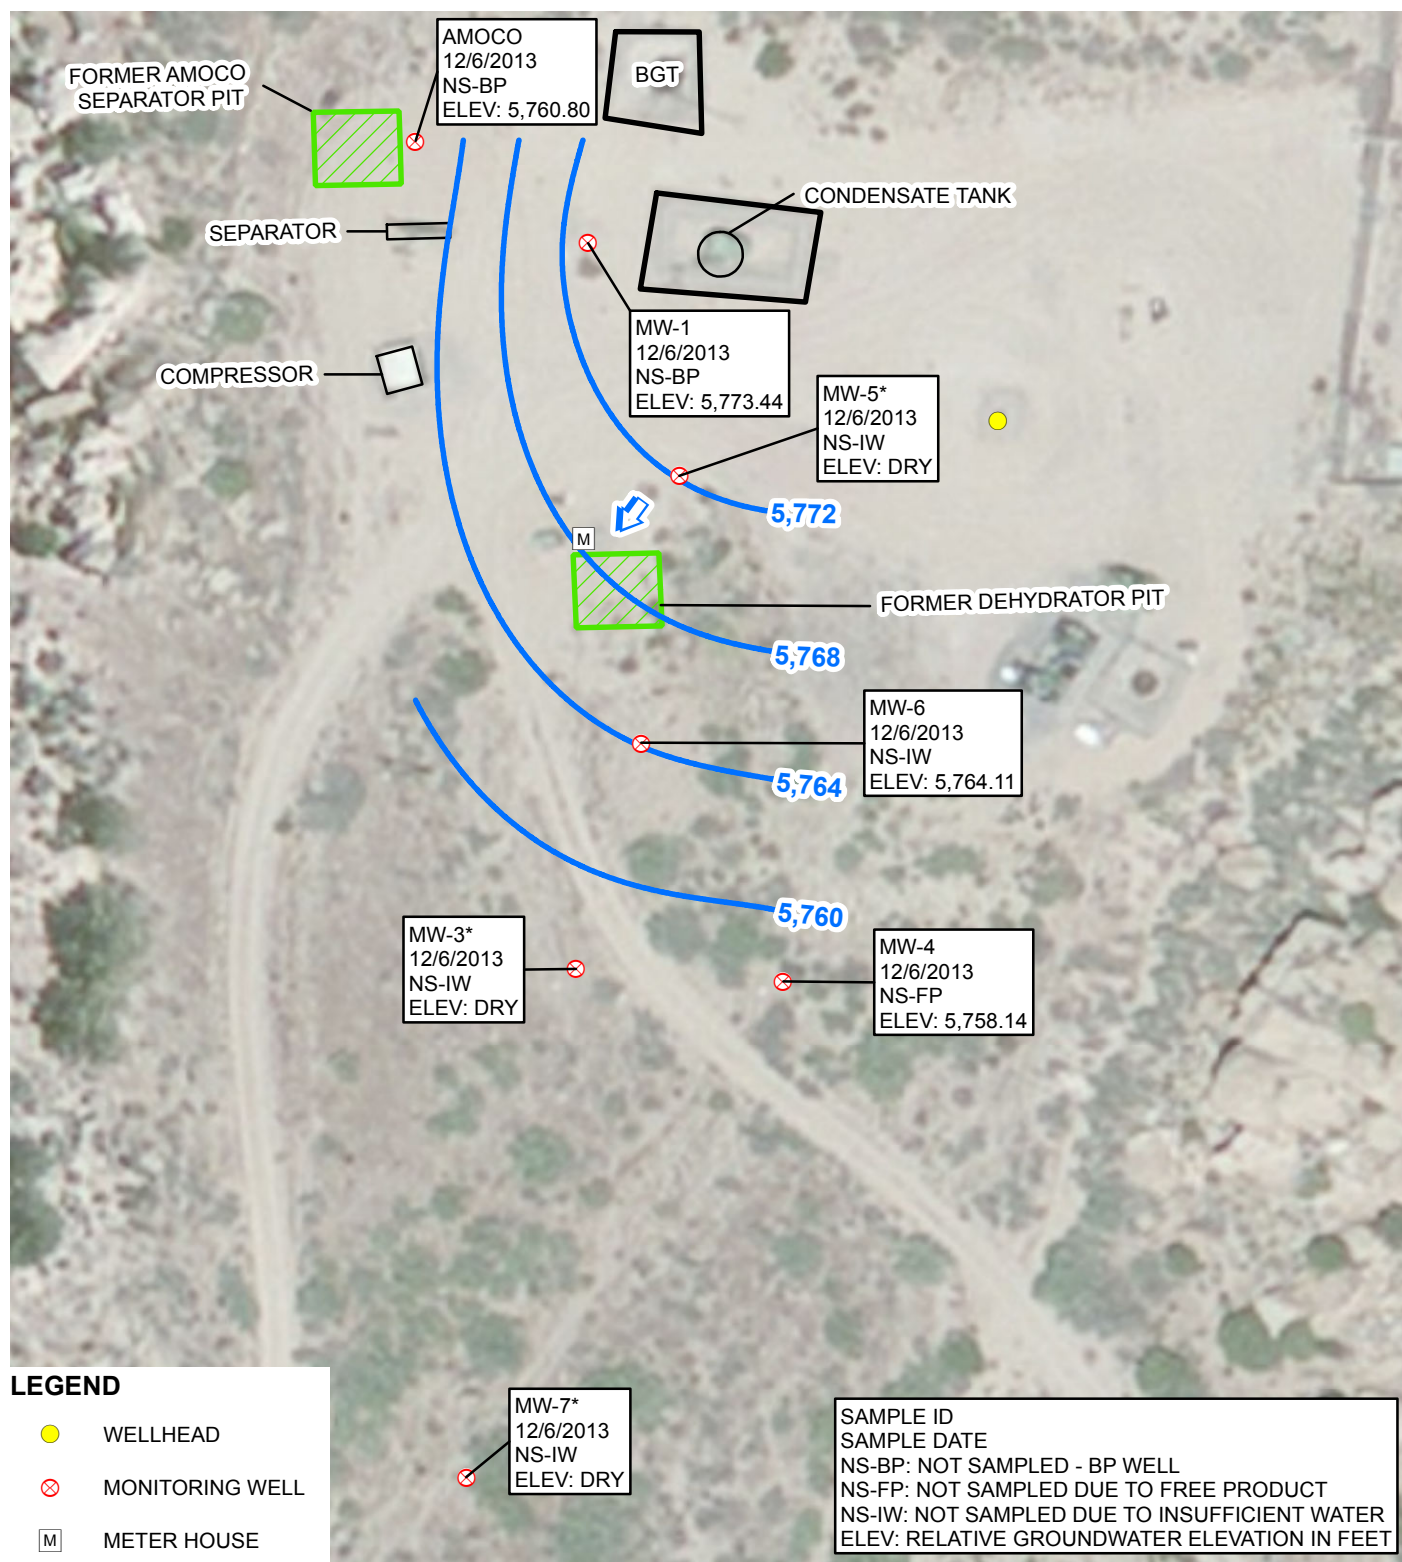 AMOCO
12/6/2013
NS-BP
ELEV: 5,760.80
BGT
FORMER AMOCO
SEPARATOR PIT
CONDENSATE TANK
SEPARATOR
MW-1
12/6/2013
NS-BP
ELEV: 5,773.44
COMPRESSOR
MW-5*
12/6/2013
NS-IW
ELEV: DRY
5,772
M
FORMER DEHYDRATOR PIT
5,768
MW-6
12/6/2013
NS-IW
ELEV: 5,764.11
5,764
5,760
MW-3*
12/6/2013
NS-IW
ELEV: DRY
MW-4
12/6/2013
NS-FP
ELEV: 5,758.14
LEGEND
WELLHEAD
MONITORING WELL
M METER HOUSE
MW-7*
12/6/2013
NS-IW
ELEV: DRY
SAMPLE ID
SAMPLE DATE
NS-BP: NOT SAMPLED - BP WELL
NS-FP: NOT SAMPLED DUE TO FREE PRODUCT
NS-IW: NOT SAMPLED DUE TO INSUFFICIENT WATER
ELEV: RELATIVE GROUNDWATER ELEVATION IN FEET